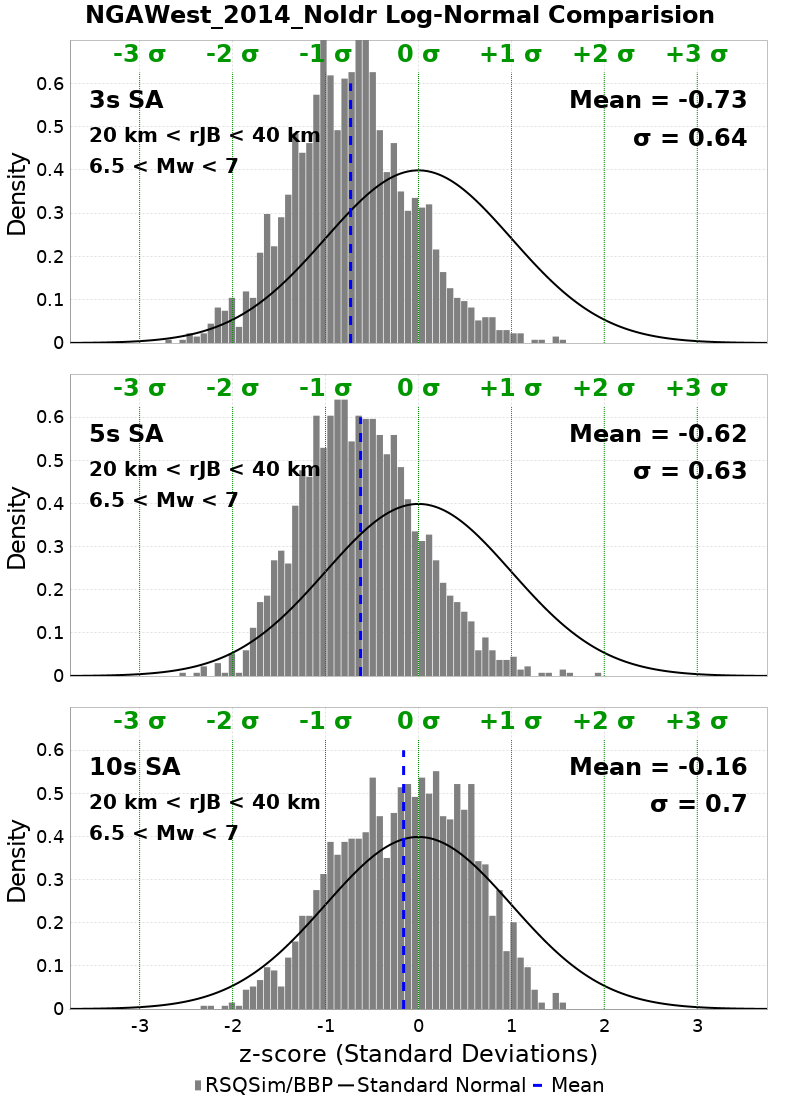 NGAWest_2014_NoIdr Log-Normal Comparision
-3 σ -2 σ -1 σ 0 σ +1 σ +2 σ +3 σ
3s SA
20 km < rJB < 40 km
6.5 < Mw < 7
Mean = -0.73
σ = 0.64
Density
0.6
0.5
0.4
0.3
0.2
0.1
0
-3 σ -2 σ -1 σ 0 σ +1 σ +2 σ +3 σ
5s SA
20 km < rJB < 40 km
6.5 < Mw < 7
Mean = -0.62
σ = 0.63
Density
0.6
0.5
0.4
0.3
0.2
0.1
0
-3 σ -2 σ -1 σ 0 σ +1 σ +2 σ +3 σ
10s SA
20 km < rJB < 40 km
6.5 < Mw < 7
Mean = -0.16
σ = 0.7
Density
0.6
0.5
0.4
0.3
0.2
0.1
0
-3 -2 -1 0 1 2 3
z-score (Standard Deviations)
RSQSim/BBP Standard Normal Mean